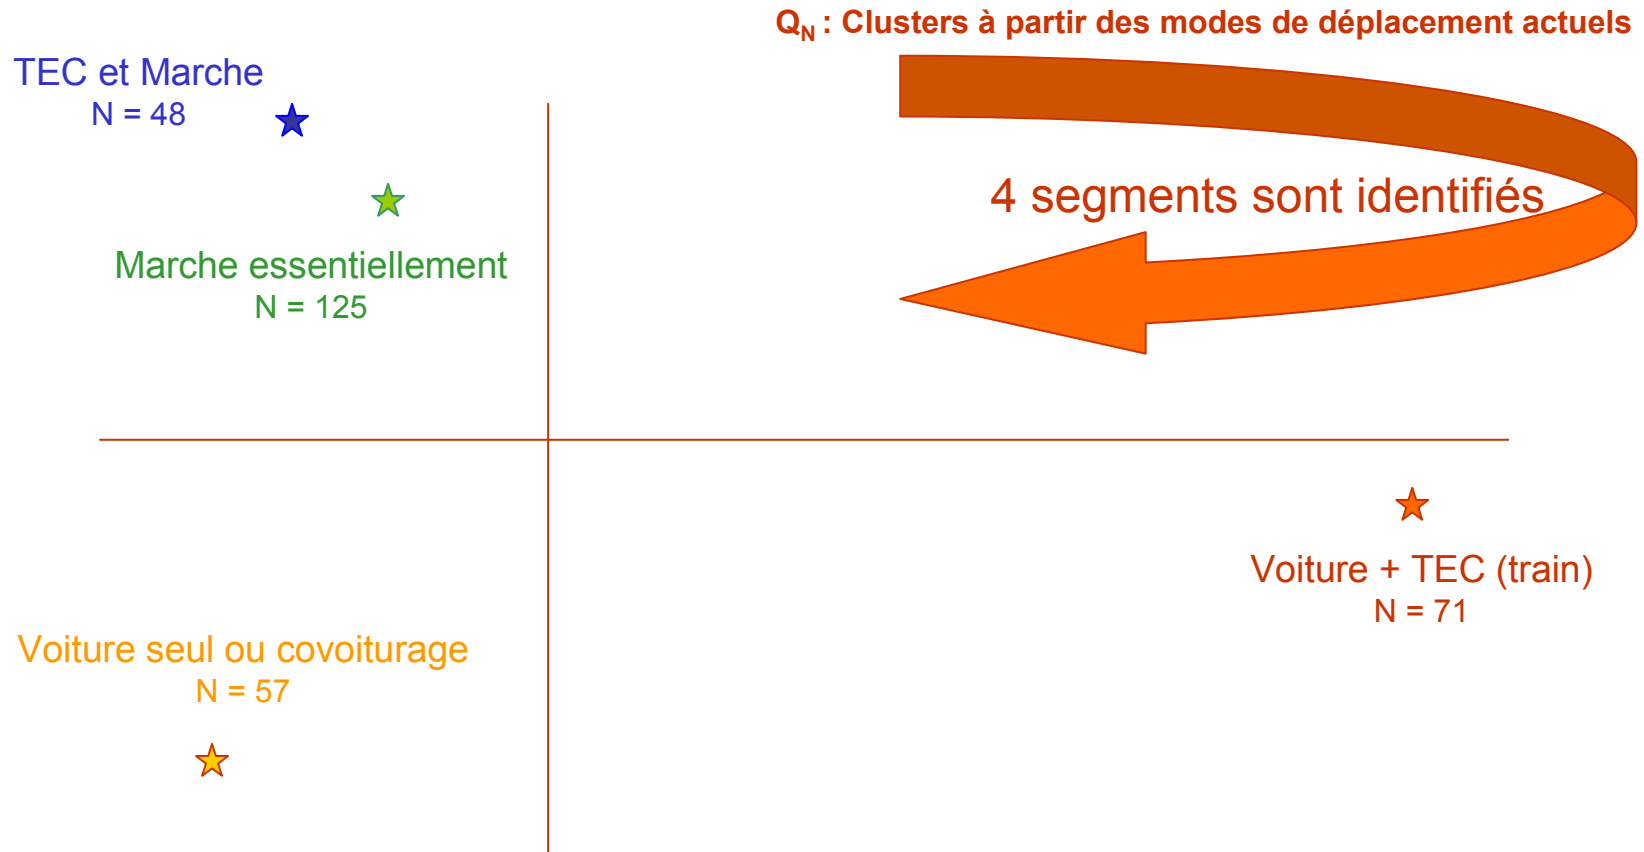 Q_N : Clusters à partir des modes de déplacement actuels
TEC et Marche
N = 48
4 segments sont identifiés
Marche essentiellement
N = 125
Voiture + TEC (train)
N = 71
Voiture seul ou covoiturage
N = 57